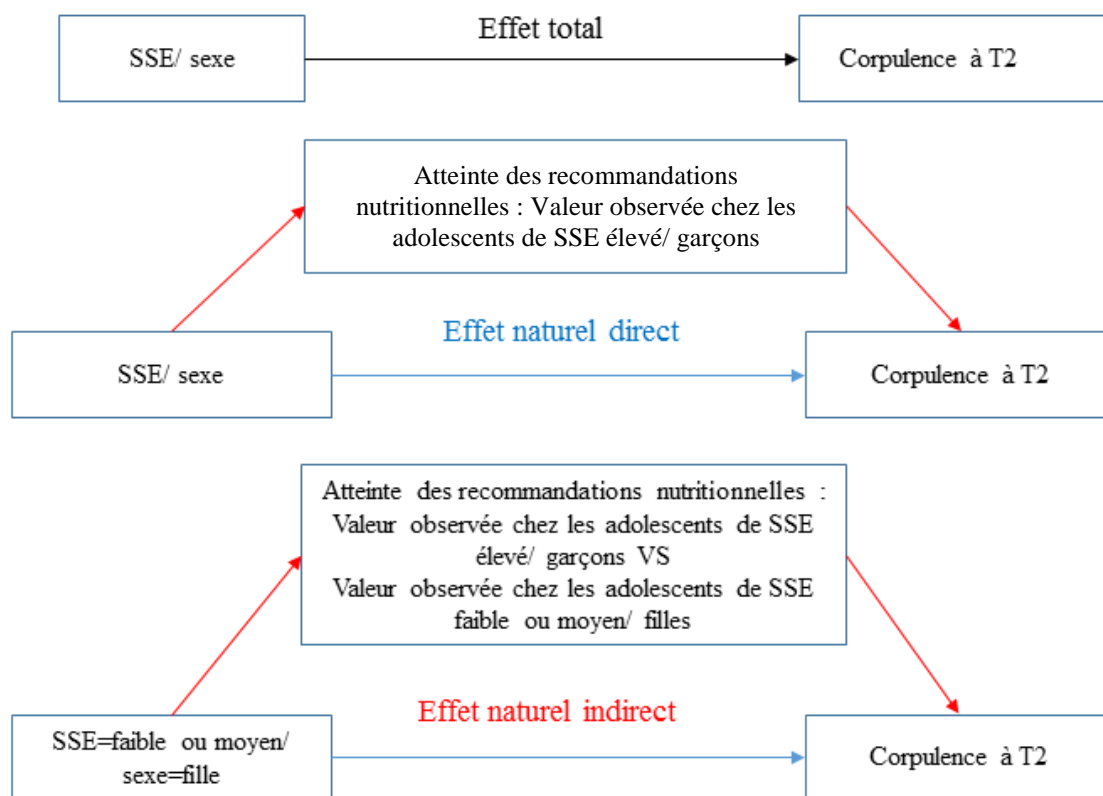 Effet total
SSE/ sexe
Corpulence à T2
Atteinte des recommandations
nutritionnelles : Valeur observée chez les
adolescents de SSE élevé/ garçons
Effet naturel direct
SSE/ sexe
Corpulence à T2
Atteinte des recommandations nutritionnelles :
Valeur observée chez les adolescents de SSE
élevé/ garçons VS
Valeur observée chez les adolescents de SSE
faible ou moyen/ filles
Effet naturel indirect
SSE=faible ou moyen/
sexe=fille
Corpulence à T2